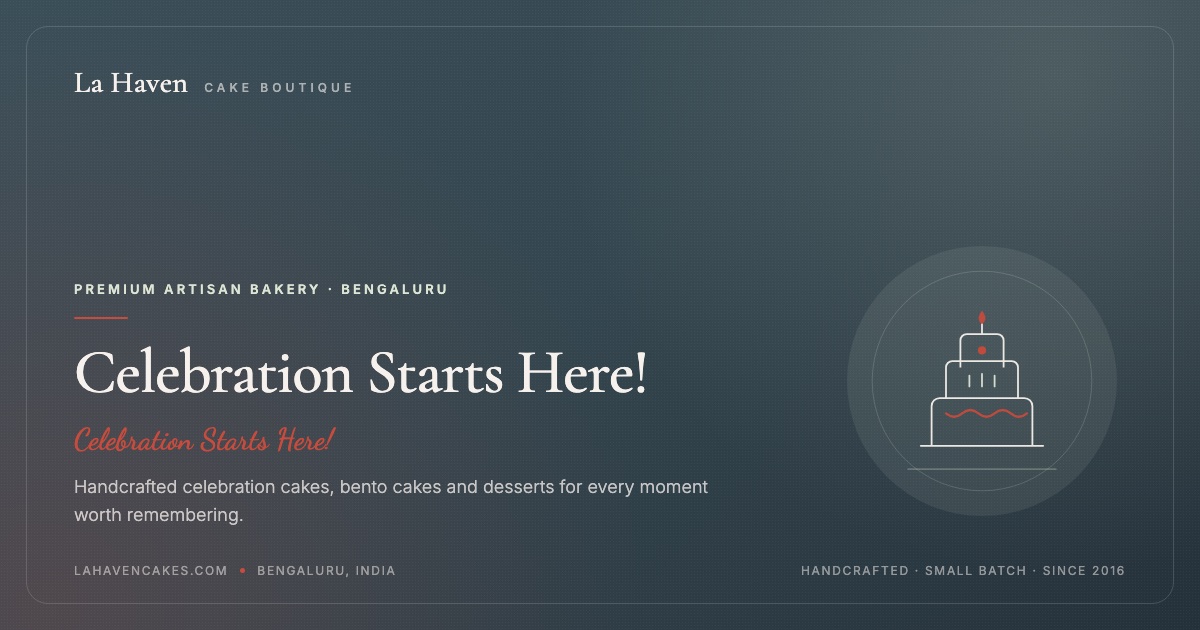 La Haven CAKE BOUTIQUE
PREMIUM ARTISAN BAKERY · BENGALURU
Celebration Starts Here!
Celebration Starts Here!
Handcrafted celebration cakes, bento cakes and desserts for every moment
worth remembering.
LAHAVENCAKES.COM • BENGALURU, INDIA
HANDCRAFTED · SMALL BATCH · SINCE 2016